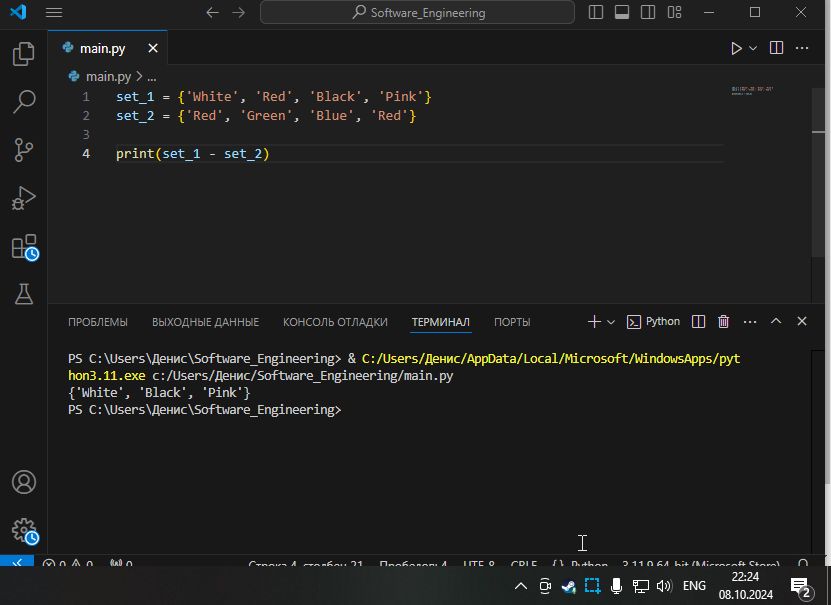 Software_Engineering
main.py
main.py > ...
1 set_1 = {'White', 'Red', 'Black', 'Pink'}
2 set_2 = {'Red', 'Green', 'Blue', 'Red'}
3
4 print(set_1 - set_2)
ПРОБЛЕМЫ ВЫХОДНЫЕ ДАННЫЕ КОНСОЛЬ ОТЛАДКИ ТЕРМИНАЛ ПОРТЫ Python
PS C:\Users\Денис\Software_Engineering> & C:/Users/Денис/AppData/Local/Microsoft/WindowsApps/pyt
hon3.11.exe c:/Users/Денис/Software_Engineering/main.py
{'White', 'Black', 'Pink'}
PS C:\Users\Денис\Software_Engineering>
0 0 0 Строка 4, столбец 21 Пробелов: 4 UTF-8 CRLF {} Python 3.11.9 64-bit (Microsoft Store)
ENG 22:24
08.10.2024
2